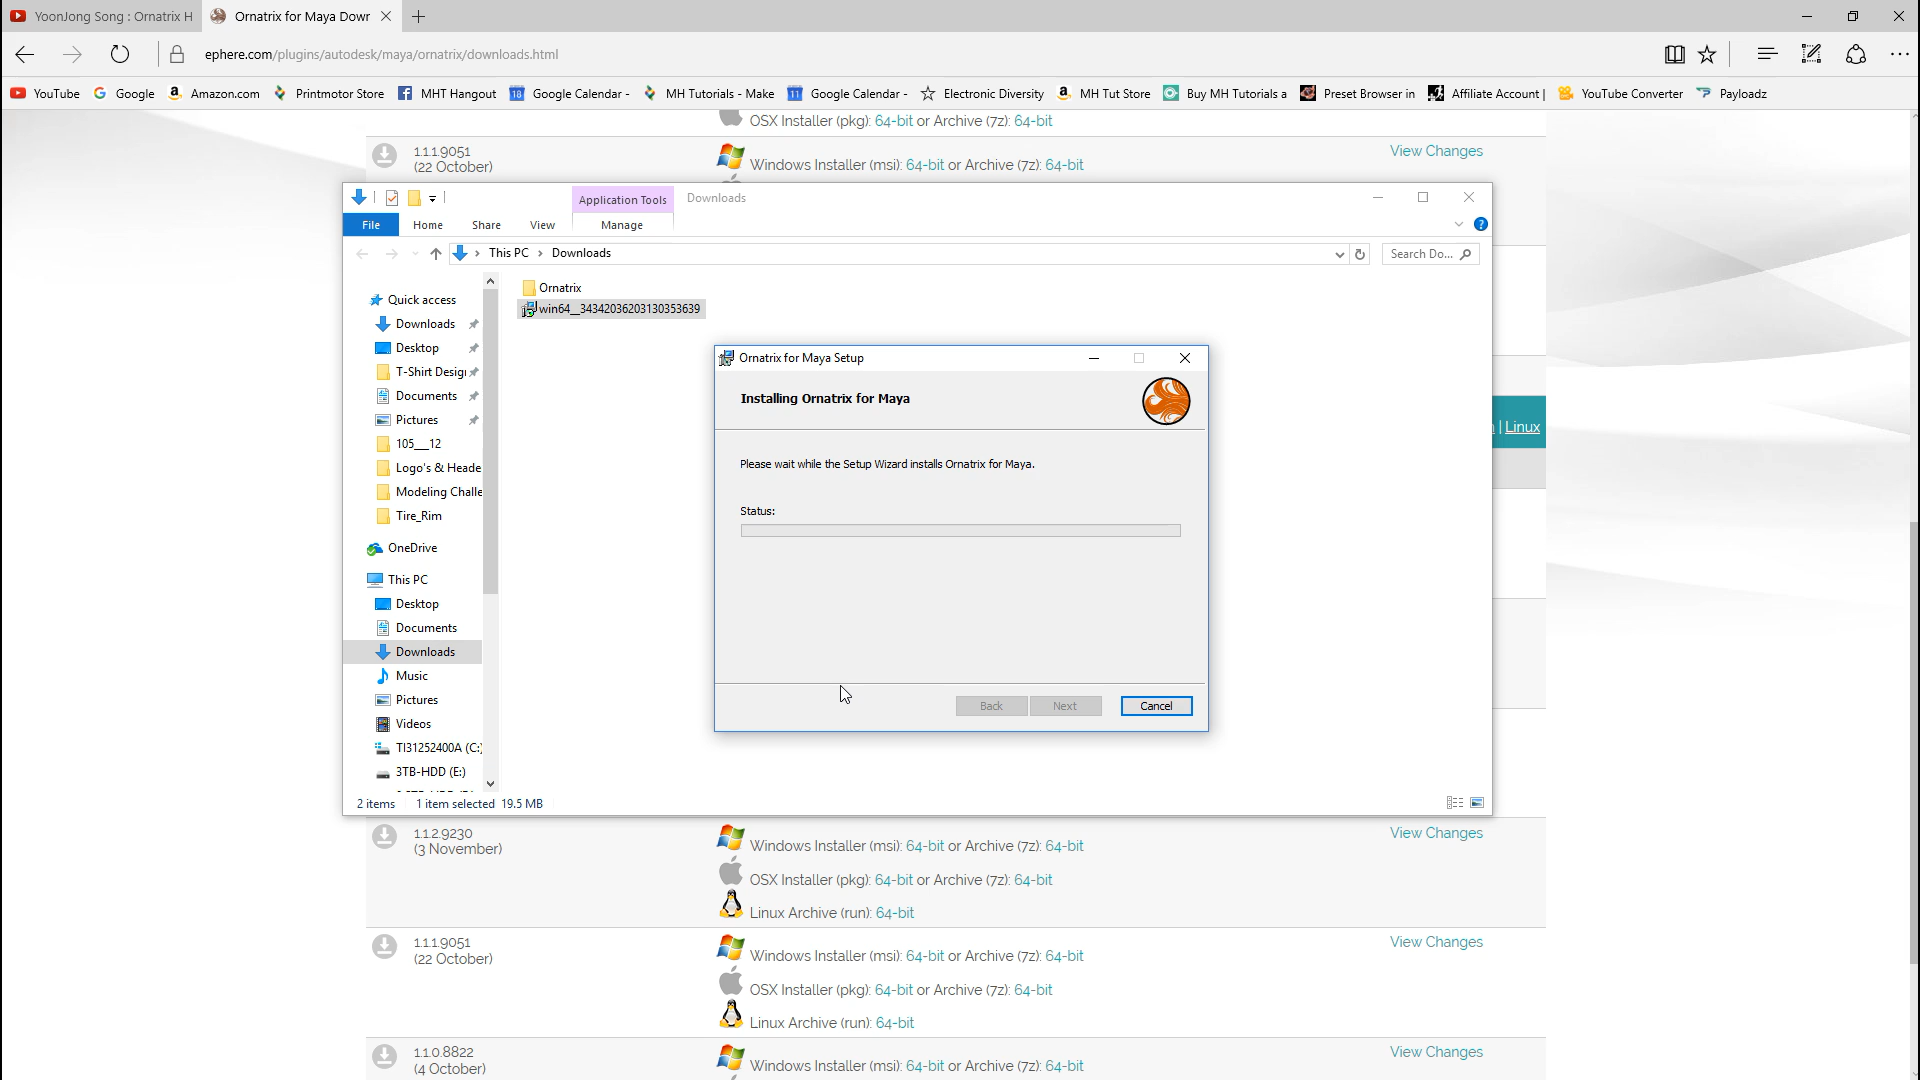 YoonJong Song : Ornatrix H
Ornatrix for Maya Dowr
ephere.com/plugins/autodesk/maya/ornatrix/downloads.html
YouTube
Google
Amazon.com
Printmotor Store
MHT Hangout
Google Calendar -
MH Tutorials - Make
Google Calendar -
Electronic Diversity
MH Tut Store
Buy MH Tutorials a
Preset Browser in
Affiliate Account |
YouTube Converter
Payloadz
OSX Installer (pkg): 64-bit or Archive (7z): 64-bit
1.1.1.9051
(22 October)
Windows Installer (msi): 64-bit or Archive (7z): 64-bit
View Changes
Application Tools
Downloads
File
Home
Share
View
Manage
This PC > Downloads
Search Do...
Quick access
Downloads
Desktop
T-Shirt Design
Documents
Pictures
105___12
Logo's & Heade
Modeling Challe
Tire_Rim
OneDrive
This PC
Desktop
Documents
Downloads
Music
Pictures
Videos
TI31252400A (C:)
3TB-HDD (E:)
Ornatrix
win64__34342036203130353639
Ornatrix for Maya Setup
Installing Ornatrix for Maya
Please wait while the Setup Wizard installs Ornatrix for Maya.
Status:
Back
Next
Cancel
| Linux
2 items
1 item selected 19.5 MB
1.1.2.9230
(3 November)
Windows Installer (msi): 64-bit or Archive (7z): 64-bit
OSX Installer (pkg): 64-bit or Archive (7z): 64-bit
Linux Archive (run): 64-bit
View Changes
1.1.1.9051
(22 October)
Windows Installer (msi): 64-bit or Archive (7z): 64-bit
OSX Installer (pkg): 64-bit or Archive (7z): 64-bit
Linux Archive (run): 64-bit
View Changes
1.1.0.8822
(4 October)
Windows Installer (msi): 64-bit or Archive (7z): 64-bit
View Changes